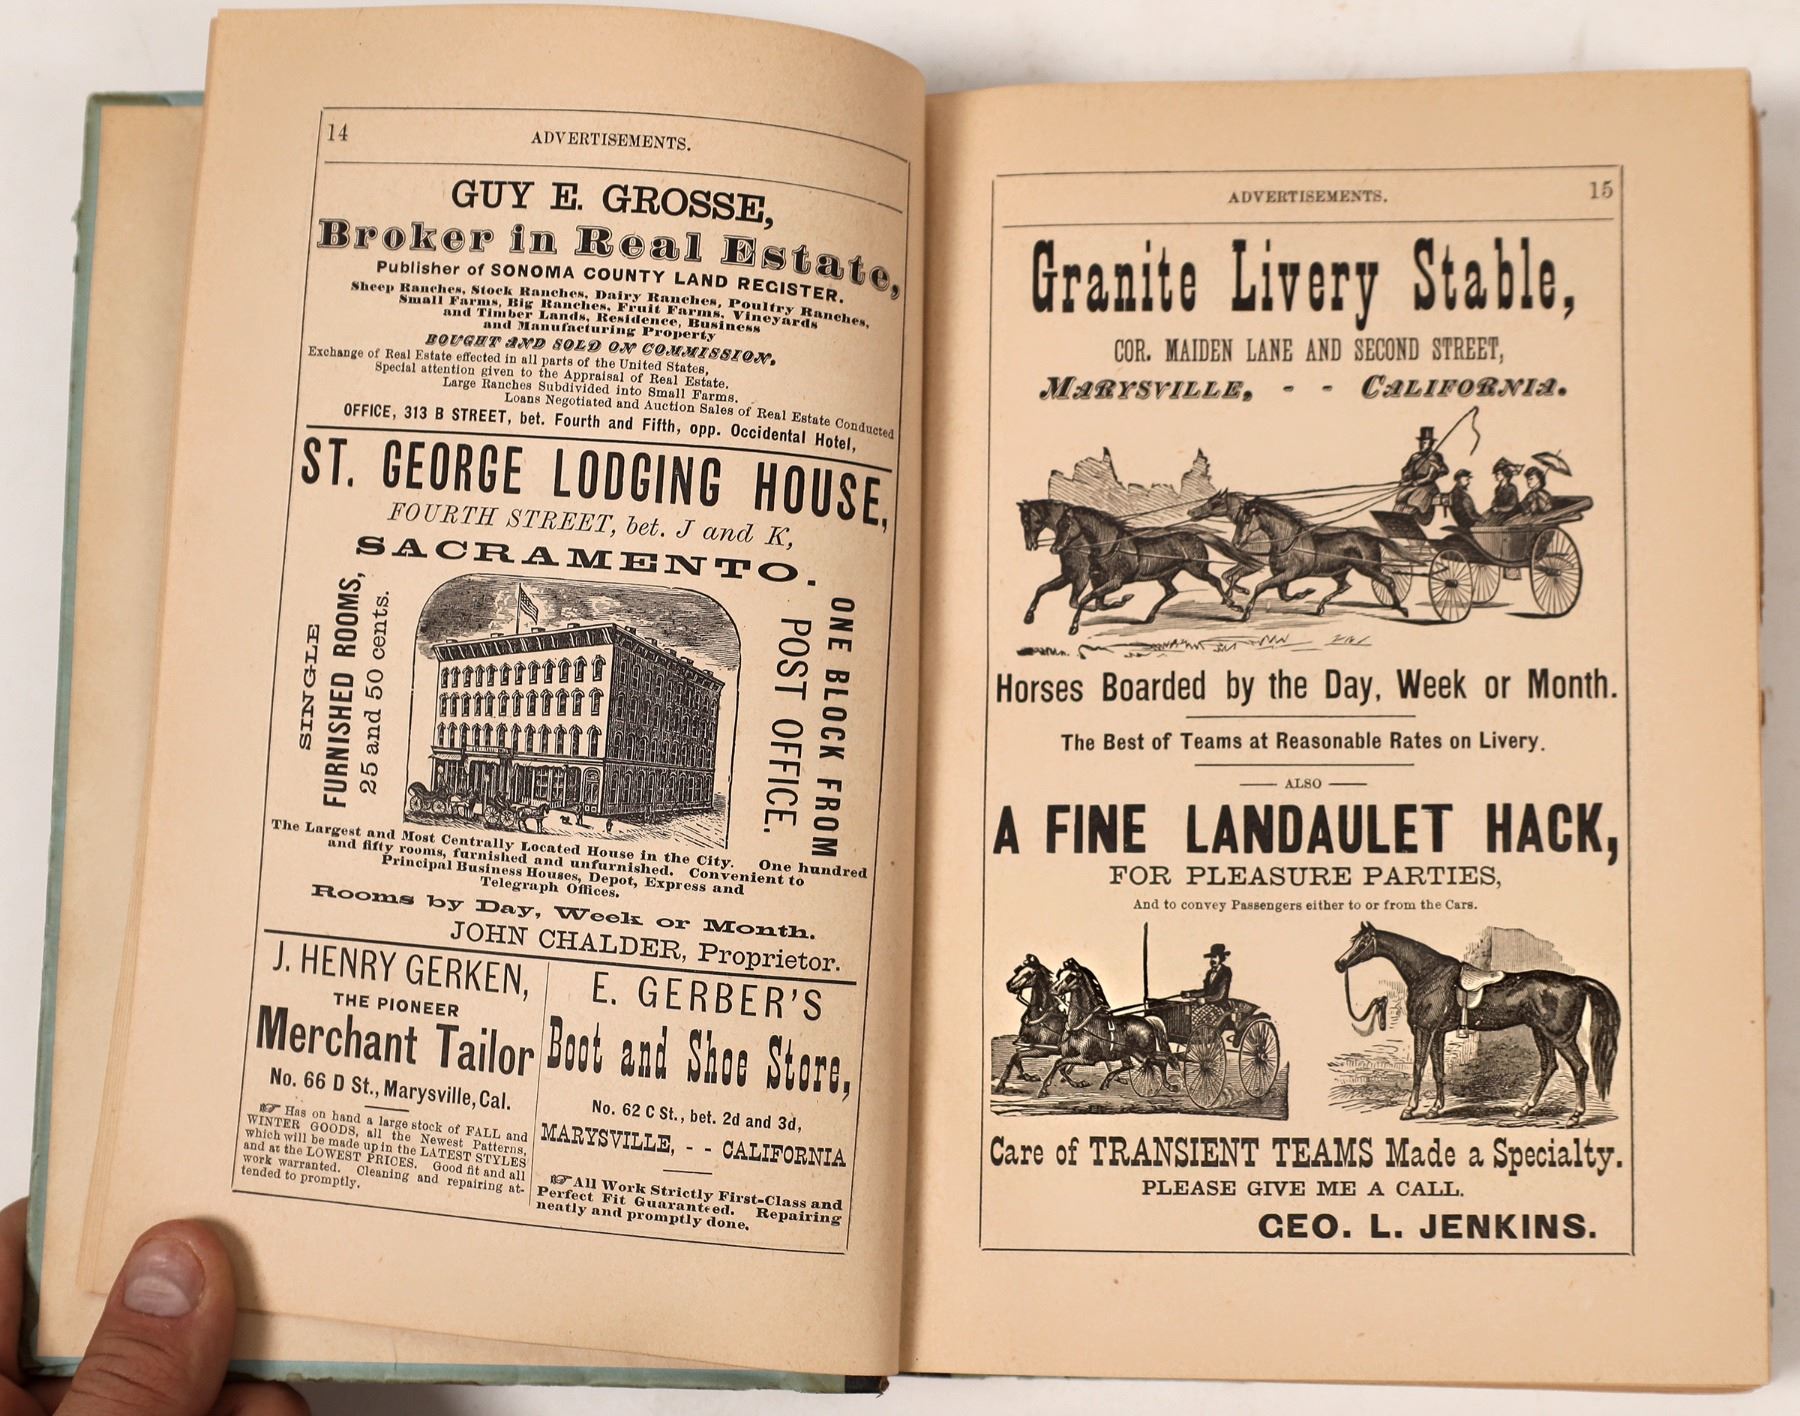 14
ADVERTISEMENTS.
GUY E. GROSSE,
Broker in Real Estate,
Publisher of SONOMA COUNTY LAND REGISTER.
Sheep Ranches, Stock Ranches, Dairy Ranches, Poultry Ranches,
Small Farms, Big Ranches, Fruit Farms, Vineyards
and Timber Lands, Residence, Business
and Manufacturing Property
BOUGHT AND SOLD ON COMMISSION.
Exchange of Real Estate effected in all parts of the United States,
Special attention given to the Appraisal of Real Estate.
Large Ranches Subdivided into Small Farms.
Loans Negotiated and Auction Sales of Real Estate Conducted
OFFICE, 313 B STREET, bet. Fourth and Fifth, opp. Occidental Hotel,
ST. GEORGE LODGING HOUSE,
FOURTH STREET, bet. J and K,
SACRAMENTO.
SINGLE
FURNISHED ROOMS,
25 and 50 cents.
ONE BLOCK FROM
POST OFFICE.
The Largest and Most Centrally Located House in the City. One hundred
and fifty rooms, furnished and unfurnished. Convenient to
Principal Business Houses, Depot, Express and
Telegraph Offices.
Rooms by Day, Week or Month.
JOHN CHALDER, Proprietor.
J. HENRY GERKEN,
THE PIONEER
Merchant Tailor
No. 66 D St., Marysville, Cal.
☞ Has on hand a large stock of FALL and
WINTER GOODS, all the Newest Patterns,
which will be made up in the LATEST STYLES
and at the LOWEST PRICES. Good fit and all
work warranted. Cleaning and repairing at-
tended to promptly.
E. GERBER'S
Boot and Shoe Store,
No. 62 C St., bet. 2d and 3d,
MARYSVILLE, - - CALIFORNIA
☞ All Work Strictly First-Class and
Perfect Fit Guaranteed. Repairing
neatly and promptly done.
ADVERTISEMENTS.
15
Granite Livery Stable,
COR. MAIDEN LANE AND SECOND STREET,
MARYSVILLE, - - CALIFORNIA.
Horses Boarded by the Day, Week or Month.
The Best of Teams at Reasonable Rates on Livery.
— ALSO —
A FINE LANDAULET HACK,
FOR PLEASURE PARTIES,
And to convey Passengers either to or from the Cars.
Care of TRANSIENT TEAMS Made a Specialty.
PLEASE GIVE ME A CALL.
GEO. L. JENKINS.